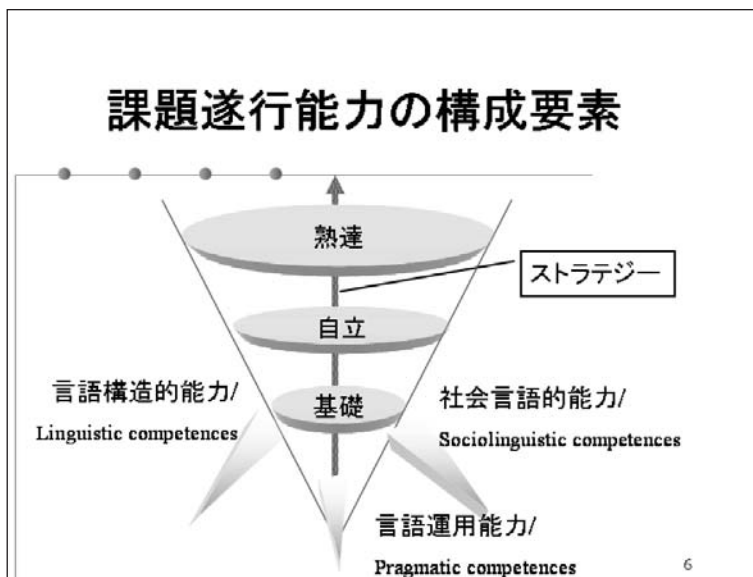 課題遂行能力の構成要素
熟達
ストラテジー
自立
基礎
言語構造的能力/
Linguistic competences
社会言語的能力/
Sociolinguistic competences
言語運用能力/
Pragmatic competences
6